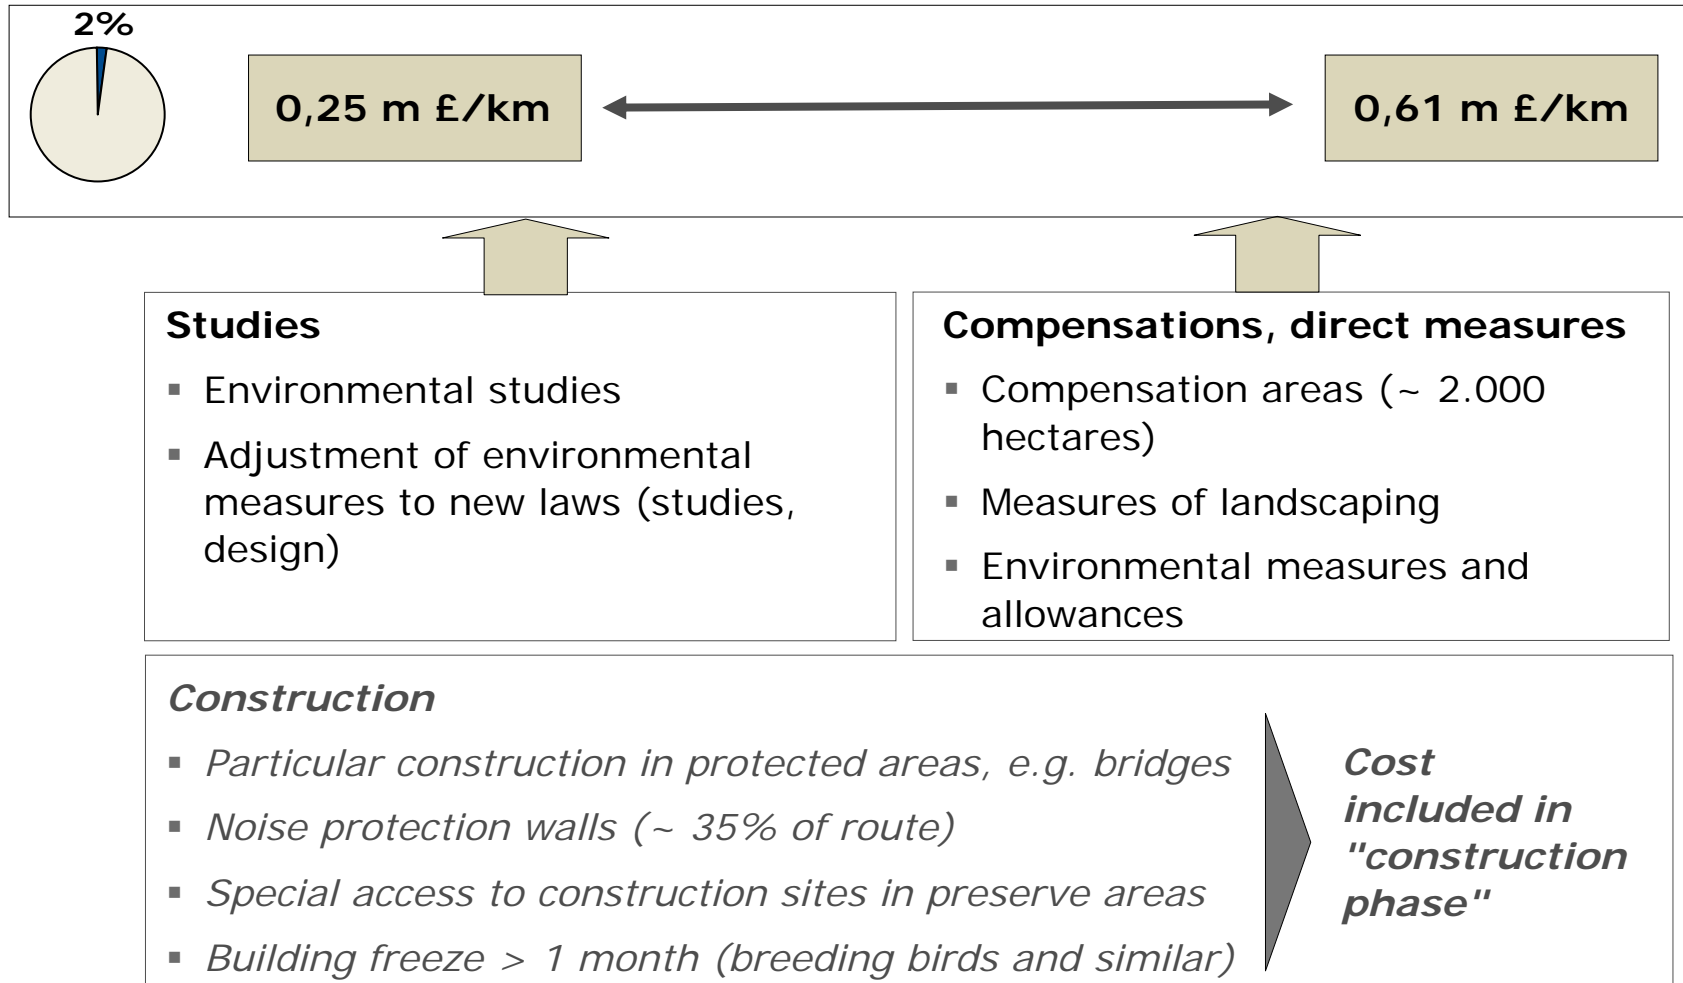 2%
0,25 m £/km
0,61 m £/km
Studies
▪ Environmental studies
▪ Adjustment of environmental
measures to new laws (studies,
design)
Compensations, direct measures
▪ Compensation areas (~ 2.000
hectares)
▪ Measures of landscaping
▪ Environmental measures and
allowances
Construction
▪ Particular construction in protected areas, e.g. bridges
▪ Noise protection walls (~ 35% of route)
▪ Special access to construction sites in preserve areas
▪ Building freeze > 1 month (breeding birds and similar)
Cost
included in
"construction
phase"